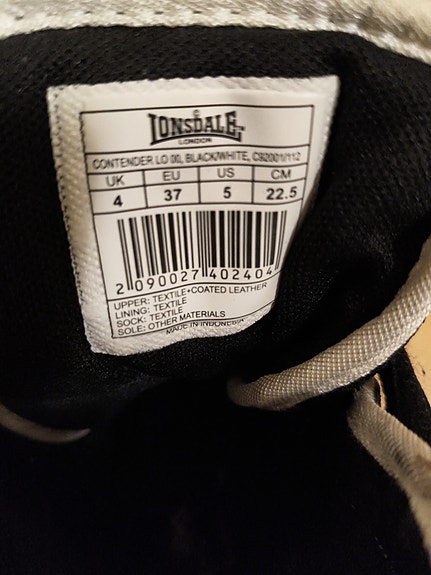 LONSDALE
LONDON
CONTENDER LO 00, BLACK/WHITE, C92001/112
UK EU US CM
4 37 5 22.5
2 090027 402404
UPPER: TEXTILE+COATED LEATHER
LINING: TEXTILE
SOCK: TEXTILE
SOLE: OTHER MATERIALS
MADE IN INDONESIA